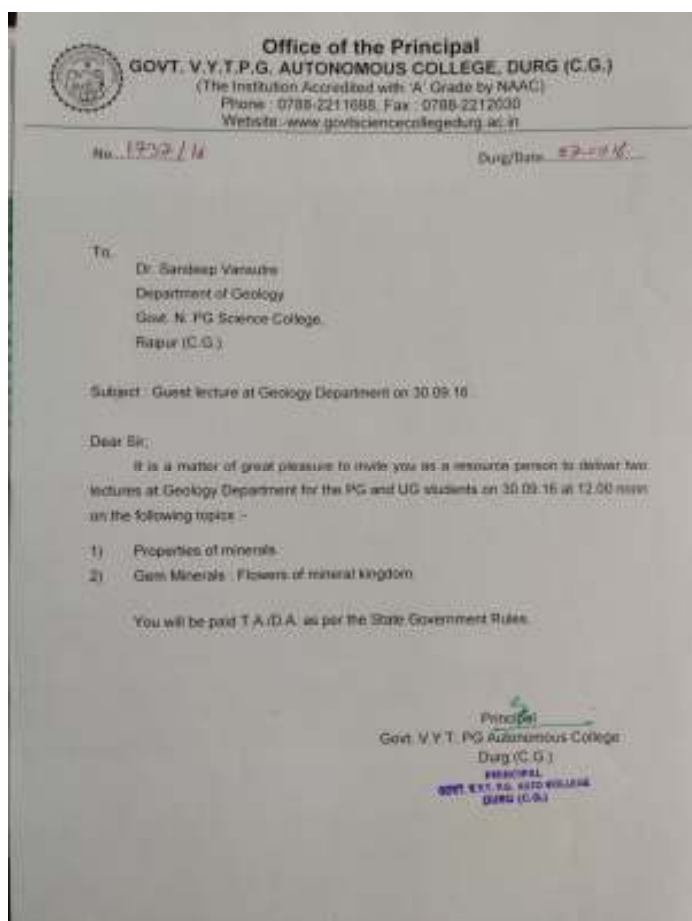 Office of the Principal
GOVT. V.Y.T.P.G. AUTONOMOUS COLLEGE, DURG (C.G.)
(The Institution Accredited with 'A' Grade by NAAC)
Phone : 0788-2211688, Fax : 0788-2212030
Website:-www.govtsciencecollegedurg.ac.in
No. 1737/16
Durg/Date
To,
Dr. Sandeep Vansutre
Department of Geology
Govt. N. PG Science College,
Raipur (C.G.)
Subject : Guest lecture at Geology Department on 30.09.16
Dear Sir,
It is a matter of great pleasure to invite you as a resource person to deliver two
lectures at Geology Department for the PG and UG students on 30.09.16 at 12.00 noon
on the following topics :-
1) Properties of minerals.
2) Gem Minerals : Flowers of mineral kingdom
You will be paid T.A./D.A. as per the State Government Rules.
Principal
Govt. V.Y.T. PG Autonomous College
Durg (C.G.)
PRINCIPAL
GOVT. V.Y.T. P.G. AUTO COLLEGE
DURG (C.G.)